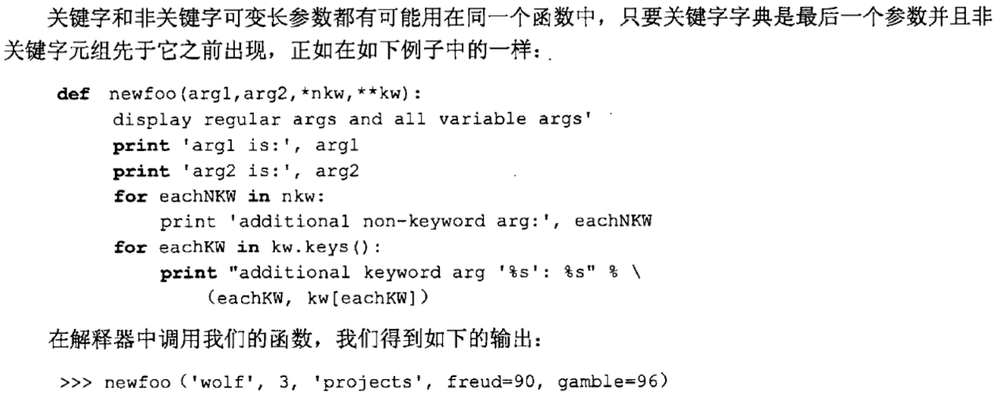 关键字和非关键字可变长参数都有可能用在同一个函数中，只要关键字字典是最后一个参数并且非
关键字元组先于它之前出现，正如在如下例子中的一样：
def newfoo(arg1,arg2,*nkw,**kw):
display regular args and all variable args'
print 'arg1 is:', arg1
print 'arg2 is:', arg2
for eachNKW in nkw:
print 'additional non-keyword arg:', eachNKW
for eachKW in kw.keys():
print "additional keyword arg '%s': %s" % \
(eachKW, kw[eachKW])
在解释器中调用我们的函数，我们得到如下的输出：
>>> newfoo ('wolf', 3, 'projects', freud=90, gamble=96)